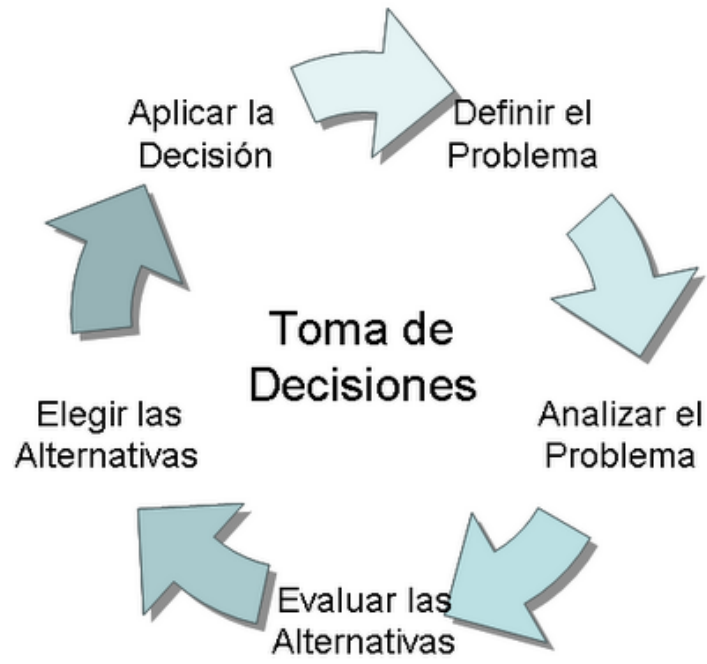 Aplicar la
Decisión
Definir el
Problema
Toma de
Decisiones
Elegir las
Alternativas
Analizar el
Problema
Evaluar las
Alternativas